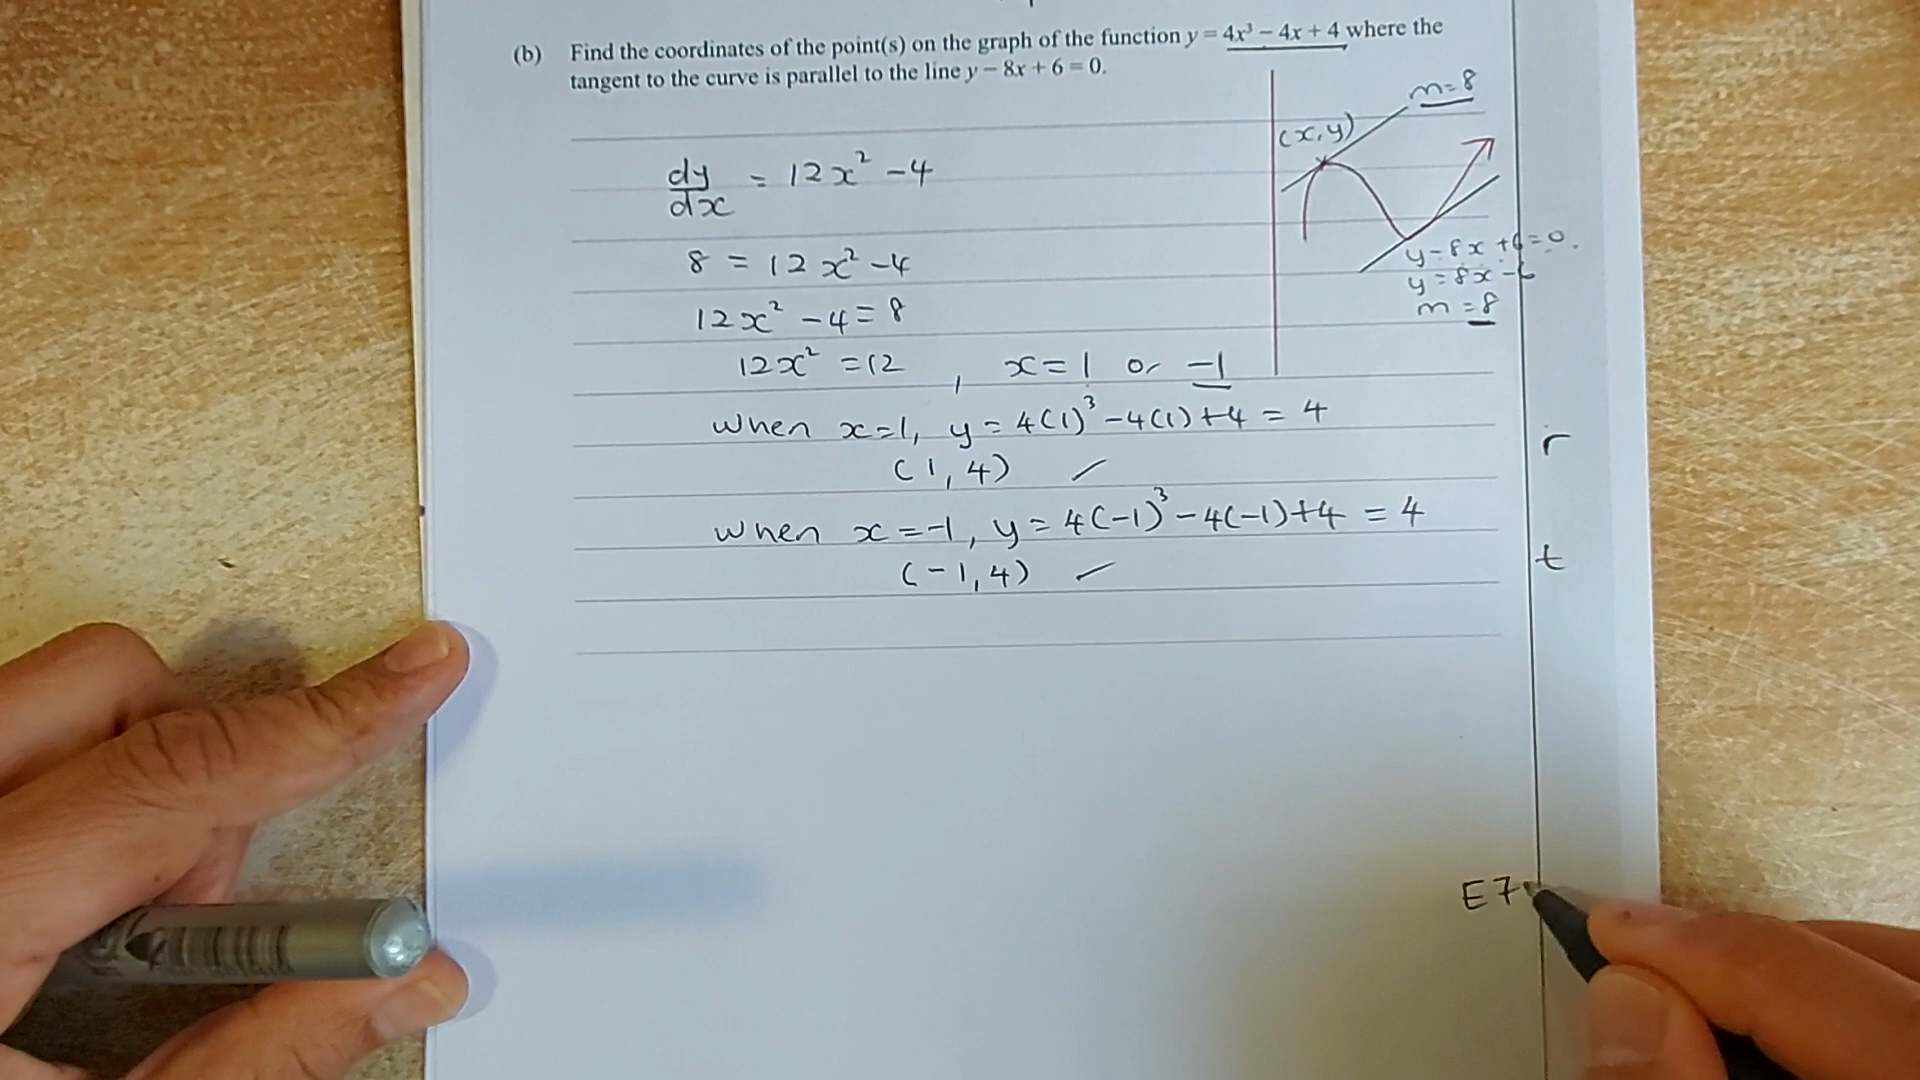 (b) Find the coordinates of the point(s) on the graph of the function y = 4x³ − 4x + 4 where the
tangent to the curve is parallel to the line y − 8x + 6 = 0.
m=8
(x,y)
dy/dx = 12x² -4
y-8x+6=0.
y=8x-6
m=8
8 = 12x²-4
12x² -4=8
12x² =12 , x=1 or -1
when x=1, y = 4(1)³-4(1)+4 = 4
(1,4)
r
when x=-1, y=4(-1)³-4(-1)+4 = 4
(-1,4)
t
E7